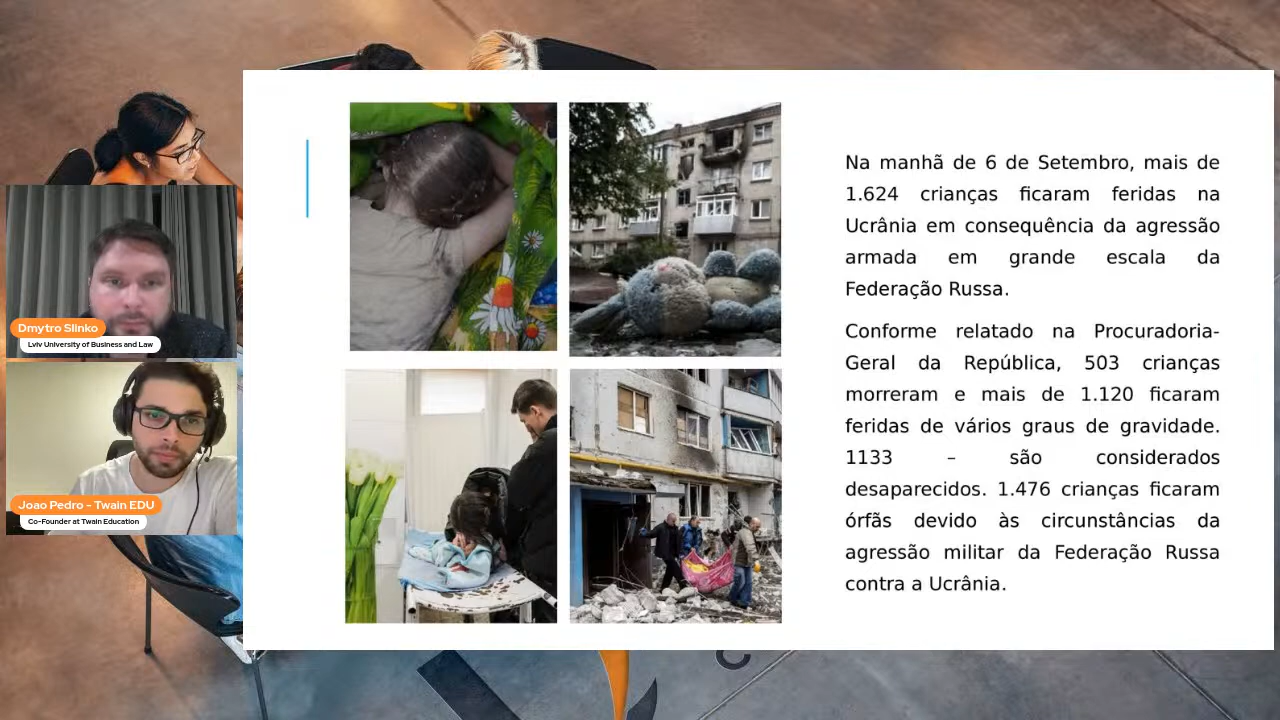 Dmytro Slinko
Lviv University of Business and Law
Joao Pedro - Twain EDU
Co-Founder at Twain Education
Na manhã de 6 de Setembro, mais de
1.624 crianças ficaram feridas na
Ucrânia em consequência da agressão
armada em grande escala da
Federação Russa.
Conforme relatado na Procuradoria-
Geral da República, 503 crianças
morreram e mais de 1.120 ficaram
feridas de vários graus de gravidade.
1133 – são considerados
desaparecidos. 1.476 crianças ficaram
órfãs devido às circunstâncias da
agressão militar da Federação Russa
contra a Ucrânia.